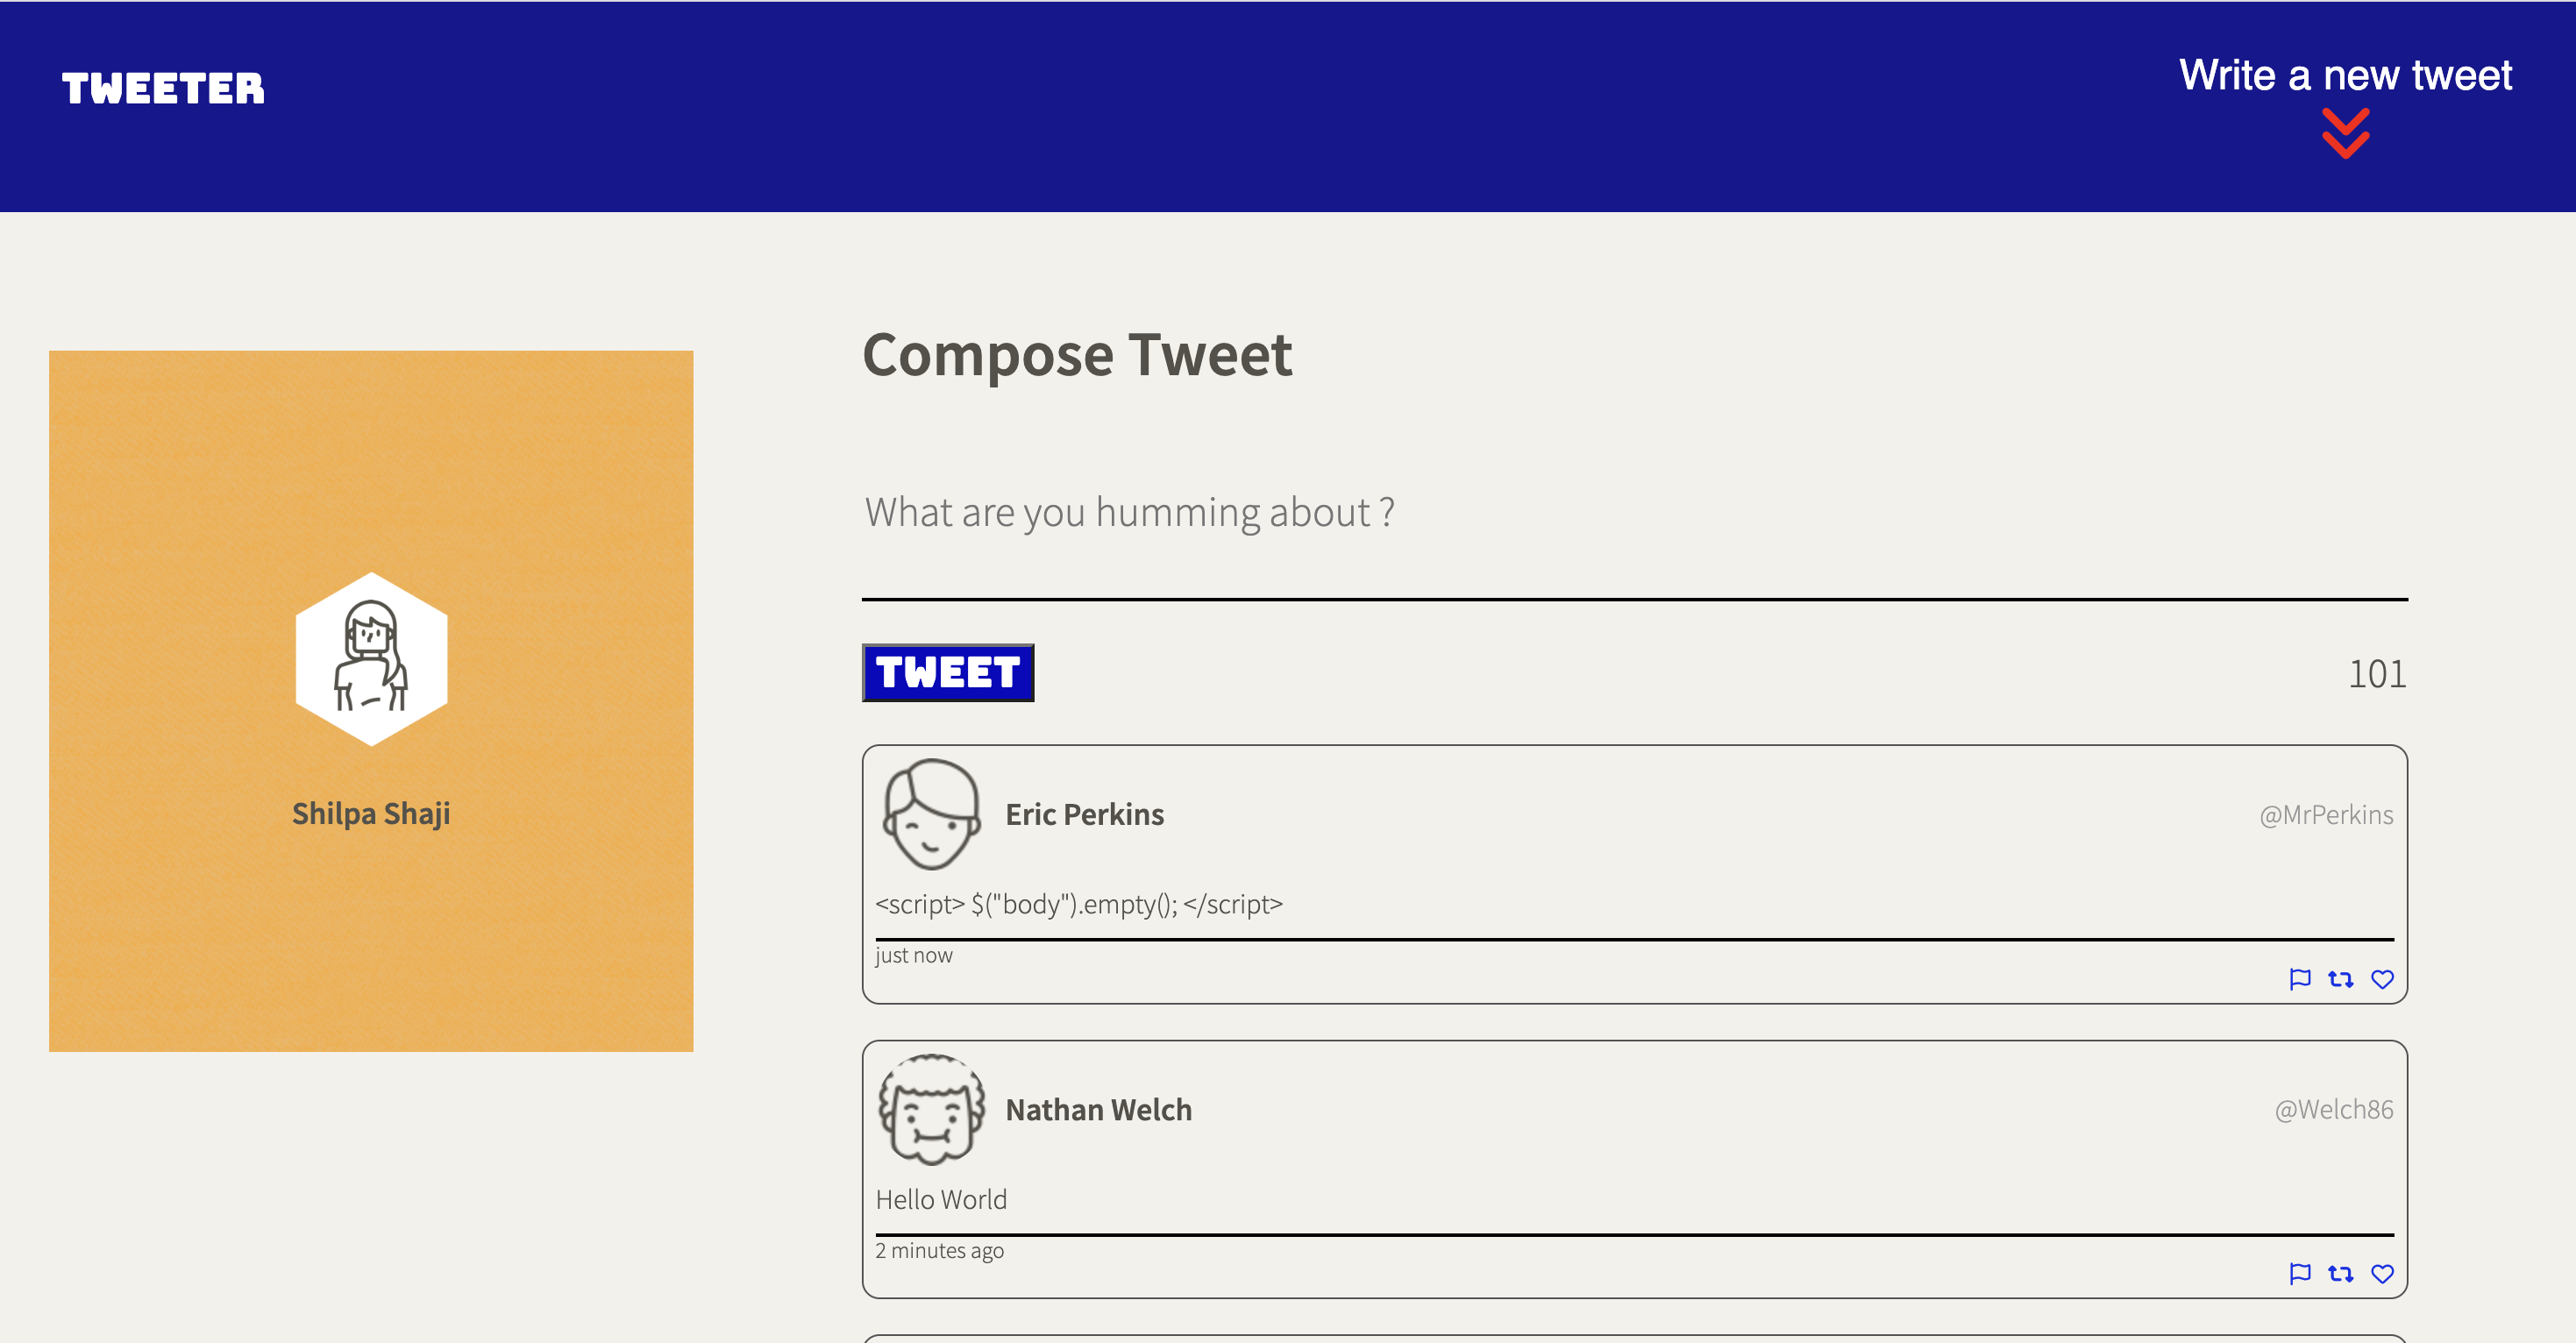 TWEETER
Write a new tweet
Shilpa Shaji
Compose Tweet
What are you humming about ?
TWEET
101
Eric Perkins
@MrPerkins
<script> $("body").empty(); </script>
just now
Nathan Welch
@Welch86
Hello World
2 minutes ago